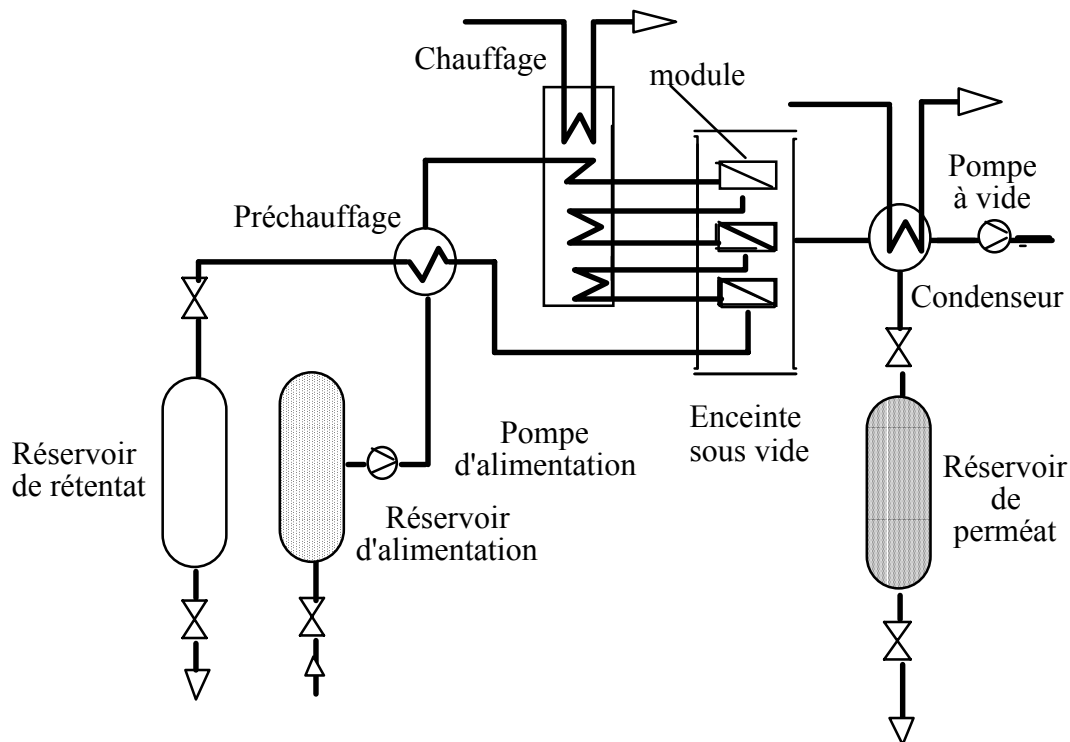 Chauffage
module
Pompe
à vide
Préchauffage
Condenseur
Enceinte
sous vide
Pompe
d'alimentation
Réservoir
de rétentat
Réservoir
d'alimentation
Réservoir
de
perméat